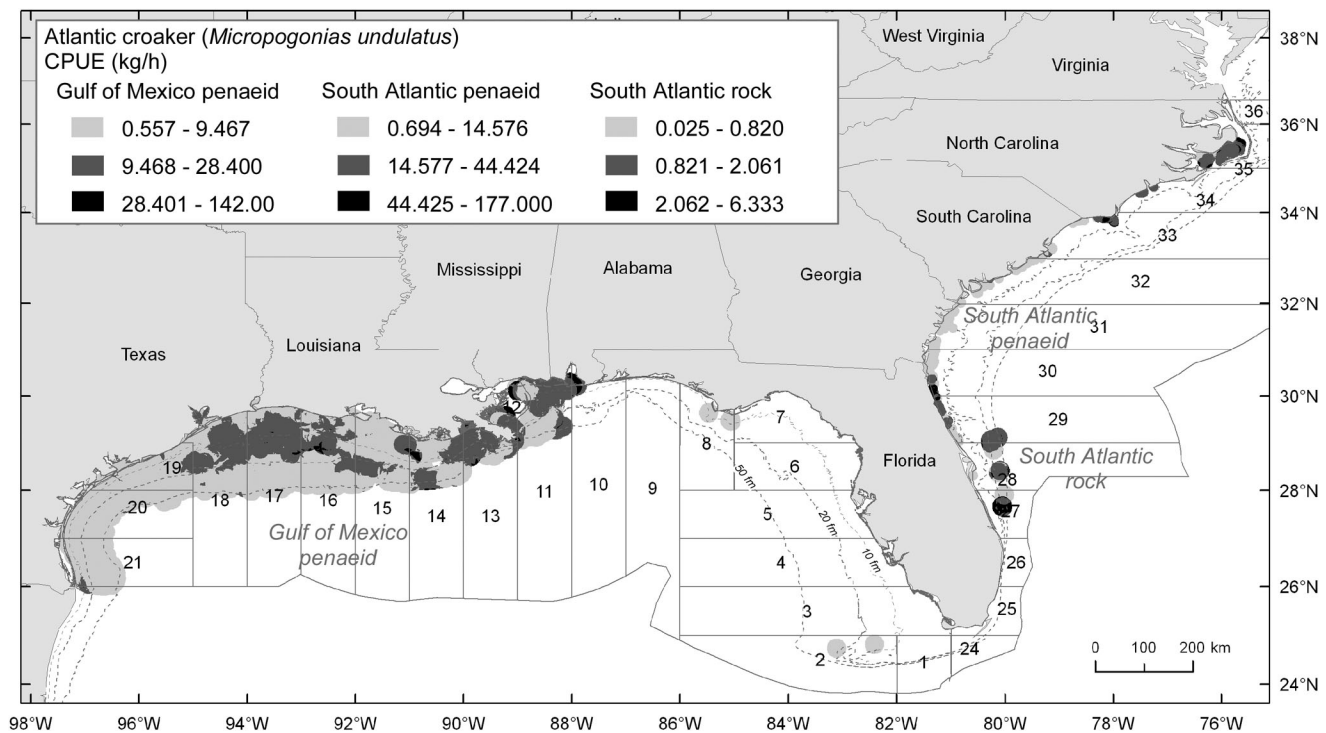 Atlantic croaker (Micropogonias undulatus)
CPUE (kg/h)
Gulf of Mexico penaeid
South Atlantic penaeid
South Atlantic rock
0.557 - 9.467
0.694 - 14.576
0.025 - 0.820
9.468 - 28.400
14.577 - 44.424
0.821 - 2.061
28.401 - 142.00
44.425 - 177.000
2.062 - 6.333
West Virginia
Virginia
North Carolina
South Carolina
Mississippi
Alabama
Georgia
Texas
Louisiana
Florida
South Atlantic
penaeid
South Atlantic
rock
Gulf of Mexico
penaeid
36
35
34
33
32
31
30
29
28
27
26
25
24
1
2
3
4
5
6
7
8
9
10
11
12
13
14
15
16
17
18
19
20
21
50 fm
20 fm
10 fm
0 100 200 km
38°N
36°N
34°N
32°N
30°N
28°N
26°N
24°N
98°W 96°W 94°W 92°W 90°W 88°W 86°W 84°W 82°W 80°W 78°W 76°W